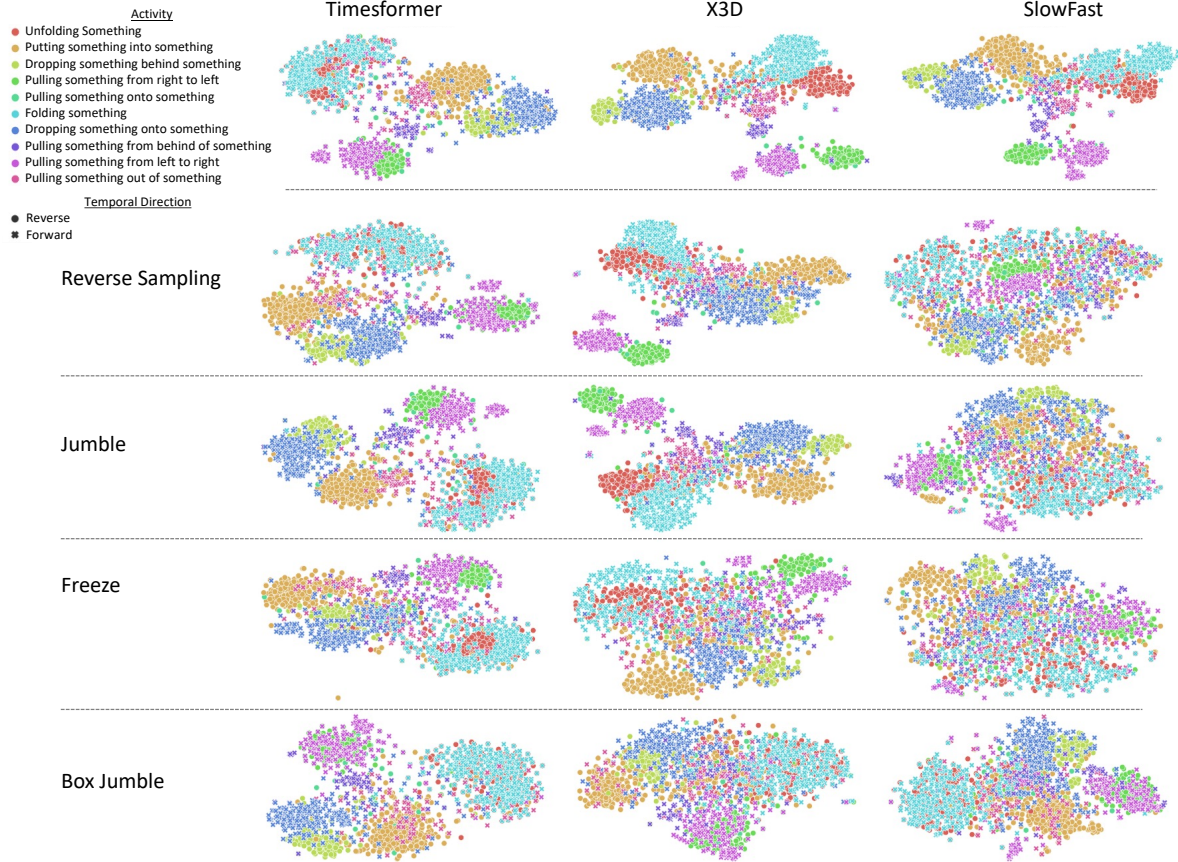 Timesformer X3D SlowFast
Activity
Unfolding Something
Putting something into something
Dropping something behind something
Pulling something from right to left
Pulling something onto something
Folding something
Dropping something onto something
Pulling something from behind of something
Pulling something from left to right
Pulling something out of something
Temporal Direction
Reverse
Forward
Reverse Sampling
Jumble
Freeze
Box Jumble